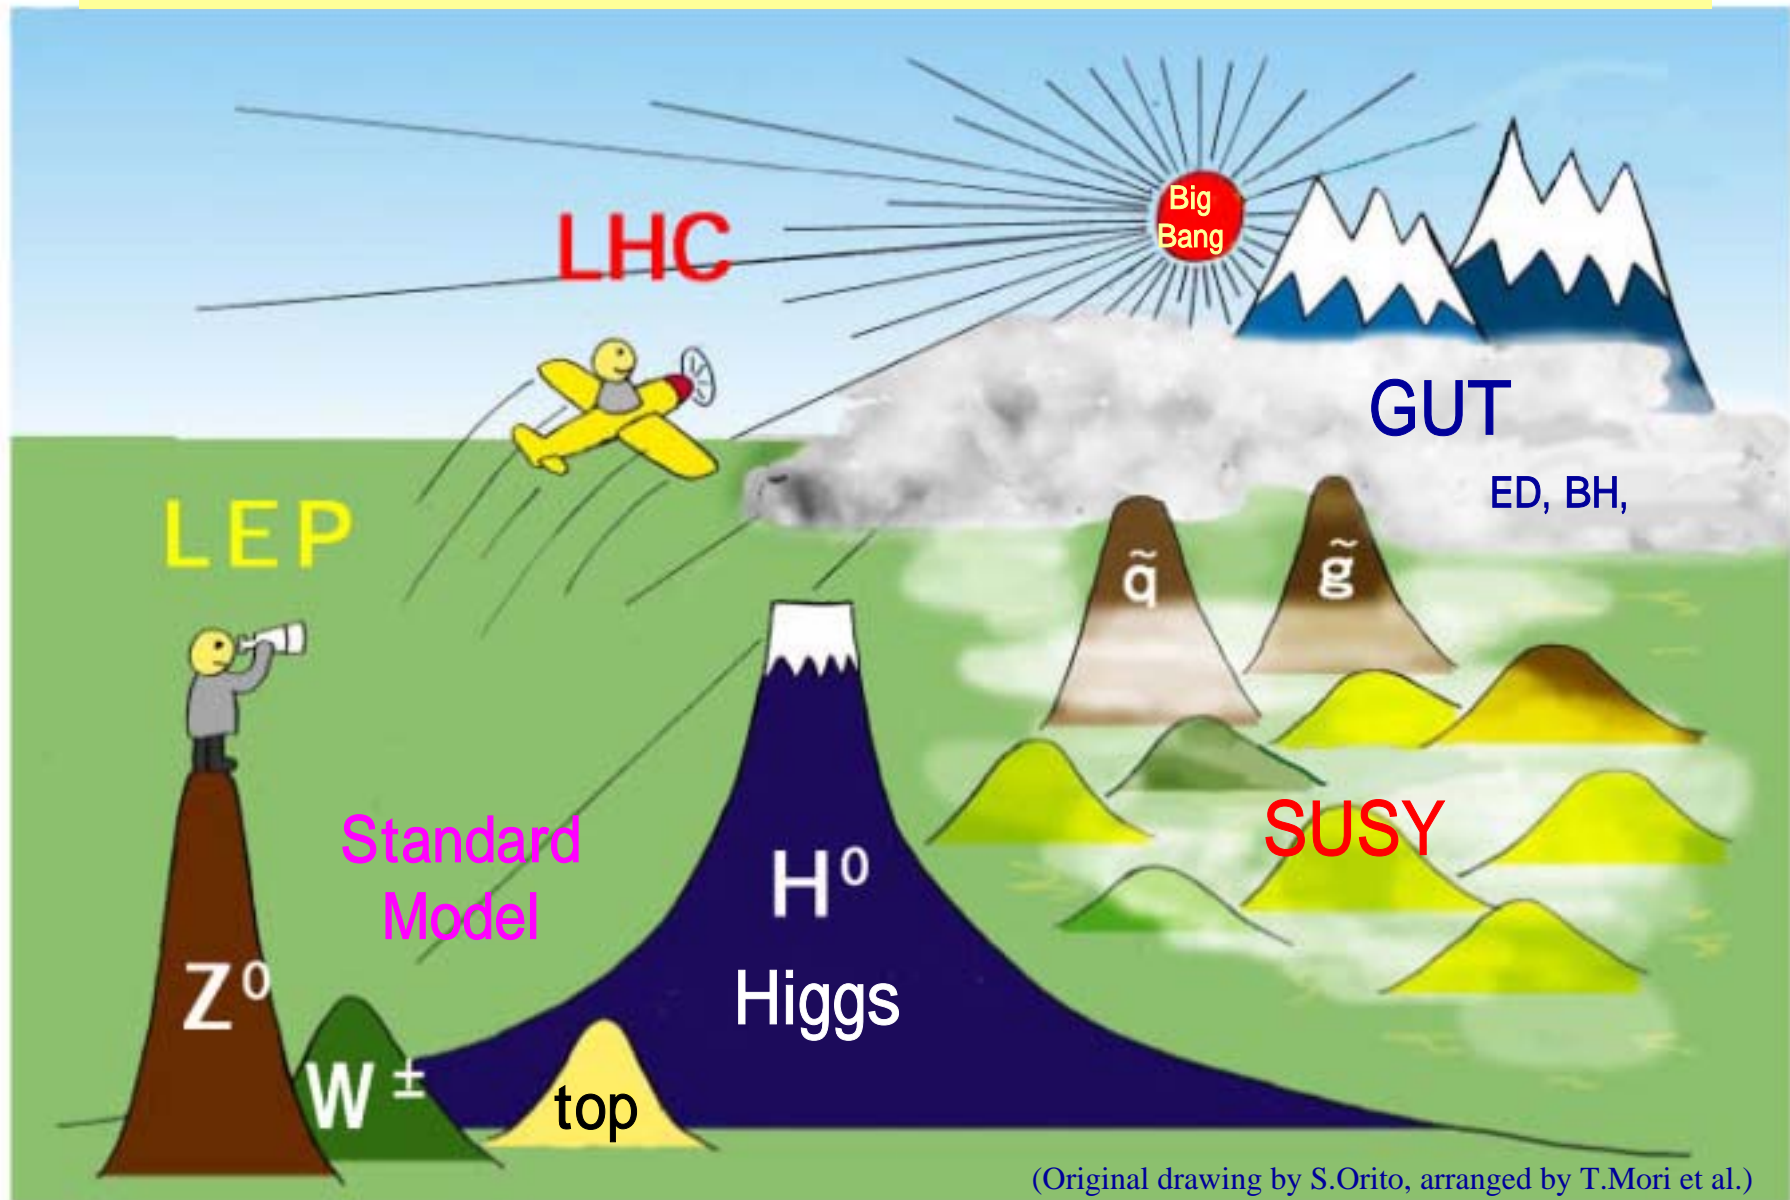 Big
Bang
LHC
GUT
ED, BH,
LEP
q̃
g̃
Standard
Model
SUSY
H⁰
Higgs
Z⁰
W±
top
(Original drawing by S.Orito, arranged by T.Mori et al.)